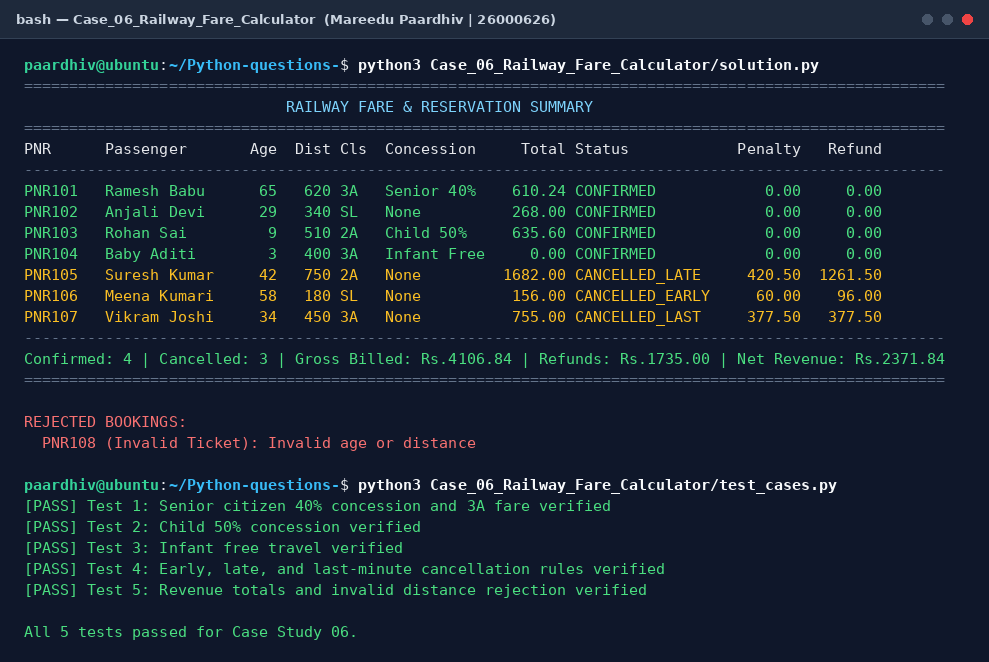 bash — Case_06_Railway_Fare_Calculator (Mareedu Paardhiv | 26000626)
paardhiv@ubuntu:~/Python-questions-$ python3 Case_06_Railway_Fare_Calculator/solution.py
======================================================================================================
RAILWAY FARE & RESERVATION SUMMARY
======================================================================================================
PNR      Passenger       Age  Dist Cls  Concession     Total Status            Penalty   Refund
------------------------------------------------------------------------------------------------------
PNR101   Ramesh Babu      65   620 3A   Senior 40%    610.24 CONFIRMED            0.00     0.00
PNR102   Anjali Devi      29   340 SL   None          268.00 CONFIRMED            0.00     0.00
PNR103   Rohan Sai         9   510 2A   Child 50%     635.60 CONFIRMED            0.00     0.00
PNR104   Baby Aditi        3   400 3A   Infant Free     0.00 CONFIRMED            0.00     0.00
PNR105   Suresh Kumar     42   750 2A   None         1682.00 CANCELLED_LATE     420.50  1261.50
PNR106   Meena Kumari     58   180 SL   None          156.00 CANCELLED_EARLY     60.00    96.00
PNR107   Vikram Joshi     34   450 3A   None          755.00 CANCELLED_LAST     377.50   377.50
------------------------------------------------------------------------------------------------------
Confirmed: 4 | Cancelled: 3 | Gross Billed: Rs.4106.84 | Refunds: Rs.1735.00 | Net Revenue: Rs.2371.84
======================================================================================================
REJECTED BOOKINGS:
PNR108 (Invalid Ticket): Invalid age or distance
paardhiv@ubuntu:~/Python-questions-$ python3 Case_06_Railway_Fare_Calculator/test_cases.py
[PASS] Test 1: Senior citizen 40% concession and 3A fare verified
[PASS] Test 2: Child 50% concession verified
[PASS] Test 3: Infant free travel verified
[PASS] Test 4: Early, late, and last-minute cancellation rules verified
[PASS] Test 5: Revenue totals and invalid distance rejection verified
All 5 tests passed for Case Study 06.